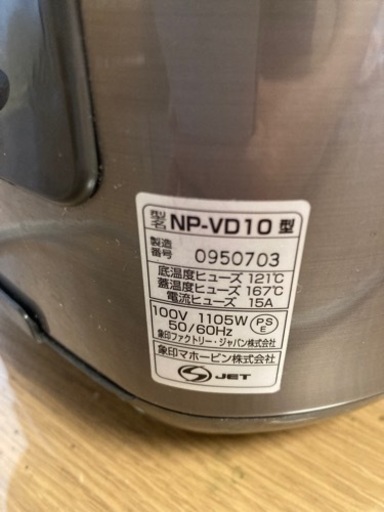 型名 NP-VD10 型
製造番号 0950703
底温度ヒューズ 121℃
蓋温度ヒューズ 167℃
電流ヒューズ 15A
100V 1105W
50/60Hz
PSE
象印ファクトリー・ジャパン株式会社
象印マホービン株式会社
S JET